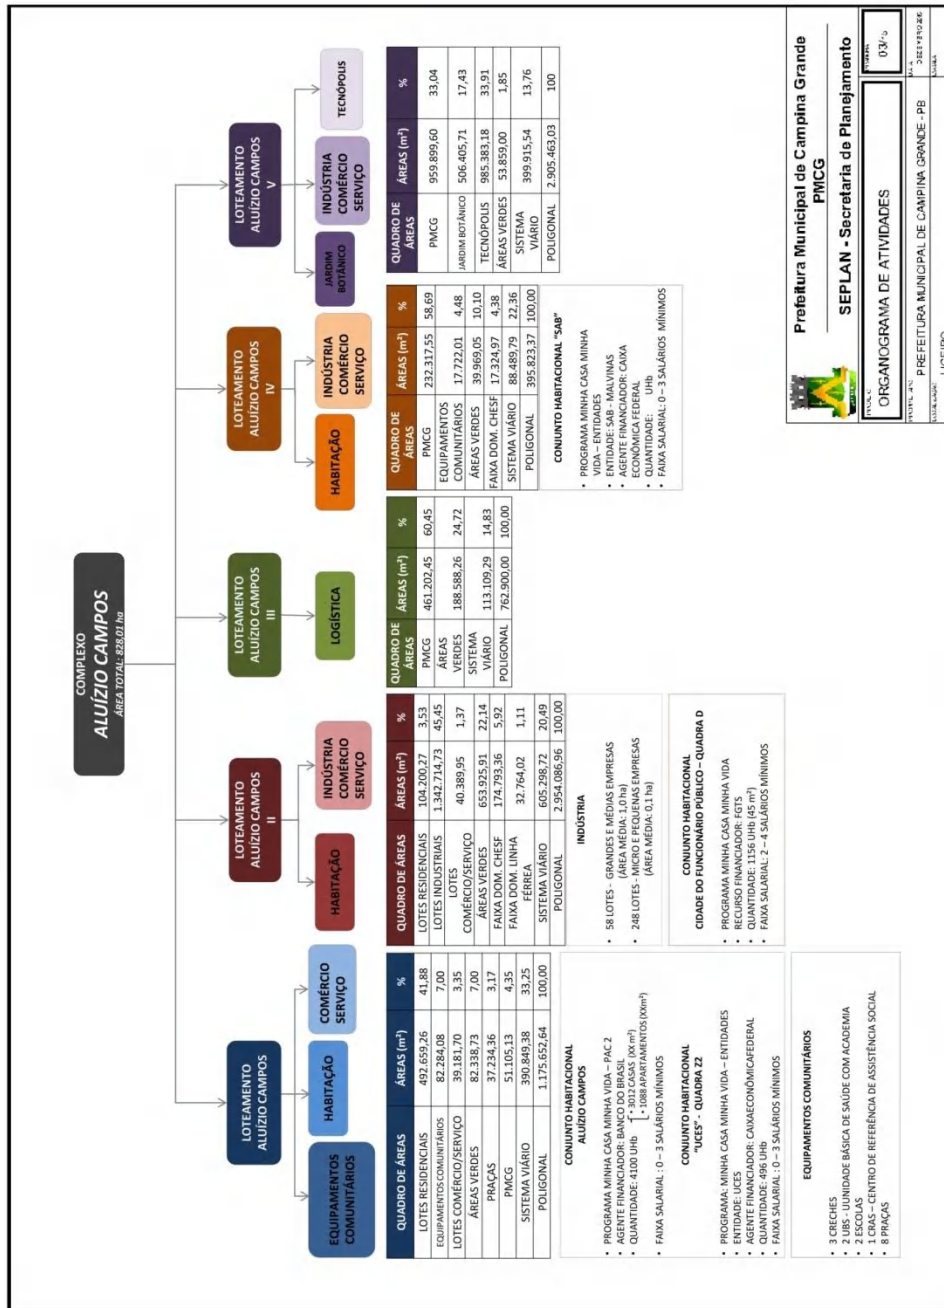 COMPLEXO
ALUÍZIO CAMPOS
ÁREA TOTAL: 828,01 ha
LOTEAMENTO
ALUÍZIO CAMPOS
I
EQUIPAMENTOS
COMUNITÁRIOS
HABITAÇÃO
COMÉRCIO
SERVIÇO
QUADRO DE ÁREAS ÁREAS (m²) %
LOTES RESIDENCIAIS 492.659,26 41,88
EQUIPAMENTOS COMUNITÁRIOS 82.284,08 7,00
LOTES COMÉRCIO/SERVIÇO 39.181,70 3,35
ÁREAS VERDES 82.338,73 7,00
PRAÇAS 37.234,36 3,17
PMCG 51.105,13 4,35
SISTEMA VIÁRIO 390.849,38 33,25
POLIGONAL 1.175.652,64 100,00
CONJUNTO HABITACIONAL
ALUÍZIO CAMPOS
• PROGRAMA MINHA CASA MINHA VIDA – PAC 2
• AGENTE FINANCIADOR: BANCO DO BRASIL
• QUANTIDADE: 4100 UHb
• 3012 CASAS (XX m²)
• 1088 APARTAMENTOS (XXm²)
• FAIXA SALARIAL : 0 – 3 SALÁRIOS MÍNIMOS
CONJUNTO HABITACIONAL
"UCES" - QUADRA Z2
• PROGRAMA: MINHA CASA MINHA VIDA – ENTIDADES
• ENTIDADE: UCES
• AGENTE FINANCIADOR: CAIXAECONÔMICAFEDERAL
• QUANTIDADE: 496 UHb
• FAIXA SALARIAL : 0 – 3 SALÁRIOS MÍNIMOS
EQUIPAMENTOS COMUNITÁRIOS
• 3 CRECHES
• 2 UBS - UUNIDADE BÁSICA DE SAÚDE COM ACADEMIA
• 2 ESCOLAS
• 1 CRAS – CENTRO DE REFERÊNCIA DE ASSISTÊNCIA SOCIAL
• 8 PRAÇAS
LOTEAMENTO
ALUÍZIO CAMPOS
II
HABITAÇÃO
INDÚSTRIA
COMÉRCIO
SERVIÇO
QUADRO DE ÁREAS ÁREAS (m²) %
LOTES RESIDENCIAIS 104.200,27 3,53
LOTES INDUSTRIAIS 1.342.714,73 45,45
LOTES
COMÉRCIO/SERVIÇO 40.389,95 1,37
ÁREAS VERDES 653.925,91 22,14
FAIXA DOM. CHESF 174.793,36 5,92
FAIXA DOM. LINHA
FÉRREA 32.764,02 1,11
SISTEMA VIÁRIO 605.298,72 20,49
POLIGONAL 2.954.086,96 100,00
INDÚSTRIA
• 58 LOTES - GRANDES E MÉDIAS EMPRESAS
(ÁREA MÉDIA: 1,0 ha)
• 248 LOTES - MICRO E PEQUENAS EMPRESAS
(ÁREA MÉDIA: 0,1 ha)
CONJUNTO HABITACIONAL
CIDADE DO FUNCIONÁRIO PÚBLICO – QUADRA D
• PROGRAMA MINHA CASA MINHA VIDA
• RECURSO FINANCIADOR: FGTS
• QUANTIDADE: 1156 UHb (45 m²)
• FAIXA SALARIAL: 2 – 4 SALÁRIOS MÍNIMOS
LOTEAMENTO
ALUÍZIO CAMPOS
III
LOGÍSTICA
QUADRO DE
ÁREAS ÁREAS (m²) %
PMCG 461.202,45 60,45
ÁREAS
VERDES 188.588,26 24,72
SISTEMA
VIÁRIO 113.109,29 14,83
POLIGONAL 762.900,00 100,00
LOTEAMENTO
ALUÍZIO CAMPOS
IV
HABITAÇÃO
INDÚSTRIA
COMÉRCIO
SERVIÇO
QUADRO DE
ÁREAS ÁREAS (m²) %
PMCG 232.317,55 58,69
EQUIPAMENTOS
COMUNITÁRIOS 17.722,01 4,48
ÁREAS VERDES 39.969,05 10,10
FAIXA DOM. CHESF 17.324,97 4,38
SISTEMA VIÁRIO 88.489,79 22,36
POLIGONAL 395.823,37 100,00
CONJUNTO HABITACIONAL "SAB"
• PROGRAMA MINHA CASA MINHA
VIDA – ENTIDADES
• ENTIDADE: SAB - MALVINAS
• AGENTE FINANCIADOR: CAIXA
ECONÔMICA FEDERAL
• QUANTIDADE: UHb
• FAIXA SALARIAL: 0 – 3 SALÁRIOS MÍNIMOS
LOTEAMENTO
ALUÍZIO CAMPOS
V
JARDIM
BOTÂNICO
INDÚSTRIA
COMÉRCIO
SERVIÇO
TECNÓPOLIS
QUADRO DE
ÁREAS ÁREAS (m²) %
PMCG 959.899,60 33,04
JARDIM BOTÂNICO 506.405,71 17,43
TECNÓPOLIS 985.383,18 33,91
ÁREAS VERDES 53.859,00 1,85
SISTEMA
VIÁRIO 399.915,54 13,76
POLIGONAL 2.905.463,03 100
Prefeitura Municipal de Campina Grande
PMCG
SEPLAN - Secretaria de Planejamento
ORGANOGRAMA DE ATIVIDADES
PREFEITURA MUNICIPAL DE CAMPINA GRANDE - PB